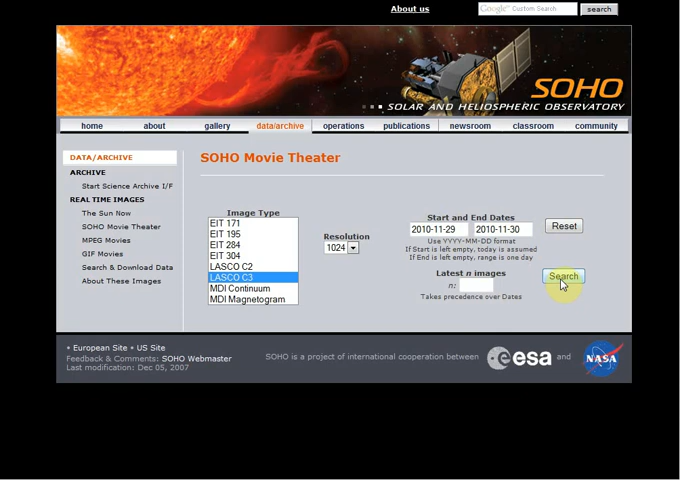 About us
Google Custom Search
search
SOHO
SOLAR AND HELIOSPHERIC OBSERVATORY
home about gallery data/archive operations publications newsroom classroom community
DATA/ARCHIVE
ARCHIVE
Start Science Archive I/F
REAL TIME IMAGES
The Sun Now
SOHO Movie Theater
MPEG Movies
GIF Movies
Search & Download Data
About These Images
SOHO Movie Theater
Image Type
EIT 171
EIT 195
EIT 284
EIT 304
LASCO C2
LASCO C3
MDI Continuum
MDI Magnetogram
Resolution
1024
Start and End Dates
2010-11-29 2010-11-30
Use YYYY-MM-DD format
If Start is left empty, today is assumed
If End is left empty, range is one day
Reset
Latest n images
n:
Takes precedence over Dates
Search
• European Site • US Site
Feedback & Comments: SOHO Webmaster
Last modification: Dec 05, 2007
SOHO is a project of international cooperation between esa and NASA